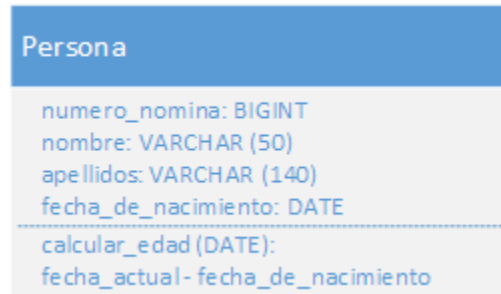 Persona
numero_nomina: BIGINT
nombre: VARCHAR (50)
apellidos: VARCHAR (140)
fecha_de_nacimiento: DATE
calcular_edad (DATE):
fecha_actual - fecha_de_nacimiento